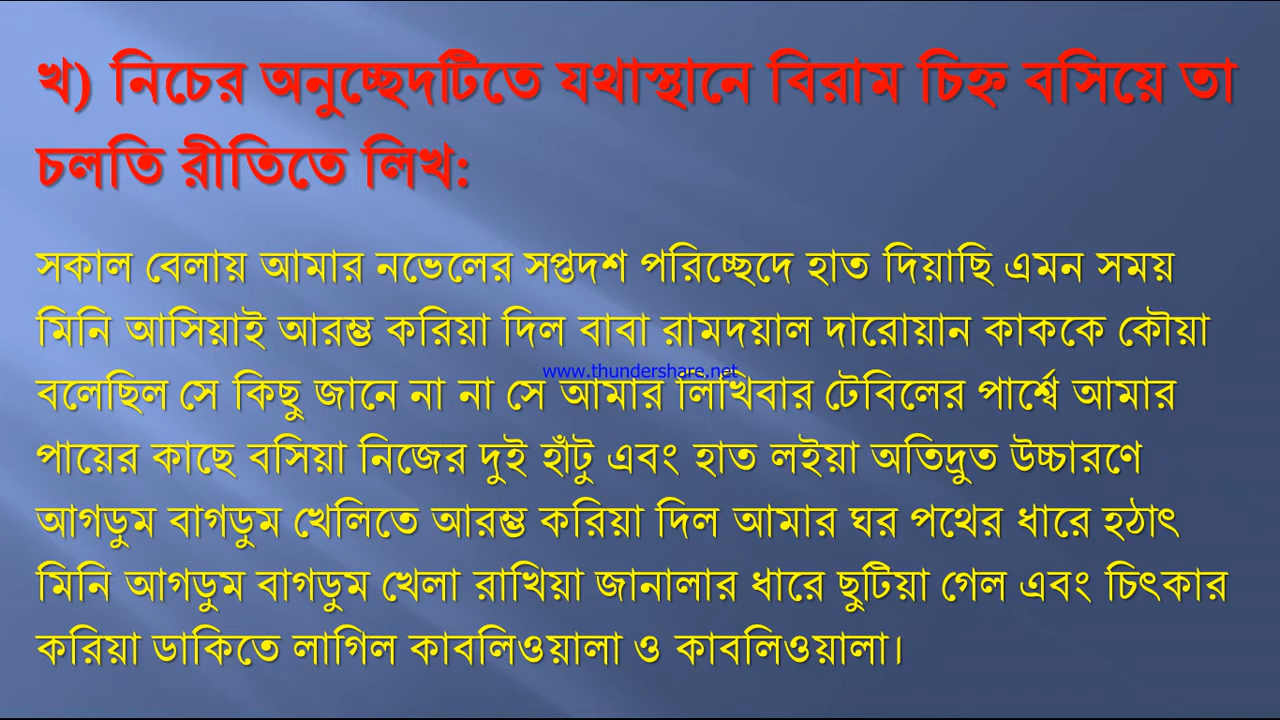 খ) নিচের অনুচ্ছেদটিতে যথাস্থানে বিরাম চিহ্ন বসিয়ে তা
চলতি রীতিতে লিখ:
সকাল বেলায় আমার নভেলের সপ্তদশ পরিচ্ছেদে হাত দিয়াছি এমন সময়
মিনি আসিয়াই আরম্ভ করিয়া দিল বাবা রামদয়াল দারোয়ান কাককে কৌয়া
www.thundershare.net
বলেছিল সে কিছু জানে না না সে আমার লিখিবার টেবিলের পার্শ্বে আমার
পায়ের কাছে বসিয়া নিজের দুই হাঁটু এবং হাত লইয়া অতিদ্রুত উচ্চারণে
আগডুম বাগডুম খেলিতে আরম্ভ করিয়া দিল আমার ঘর পথের ধারে হঠাৎ
মিনি আগডুম বাগডুম খেলা রাখিয়া জানালার ধারে ছুটিয়া গেল এবং চিৎকার
করিয়া ডাকিতে লাগিল কাবলিওয়ালা ও কাবলিওয়ালা।